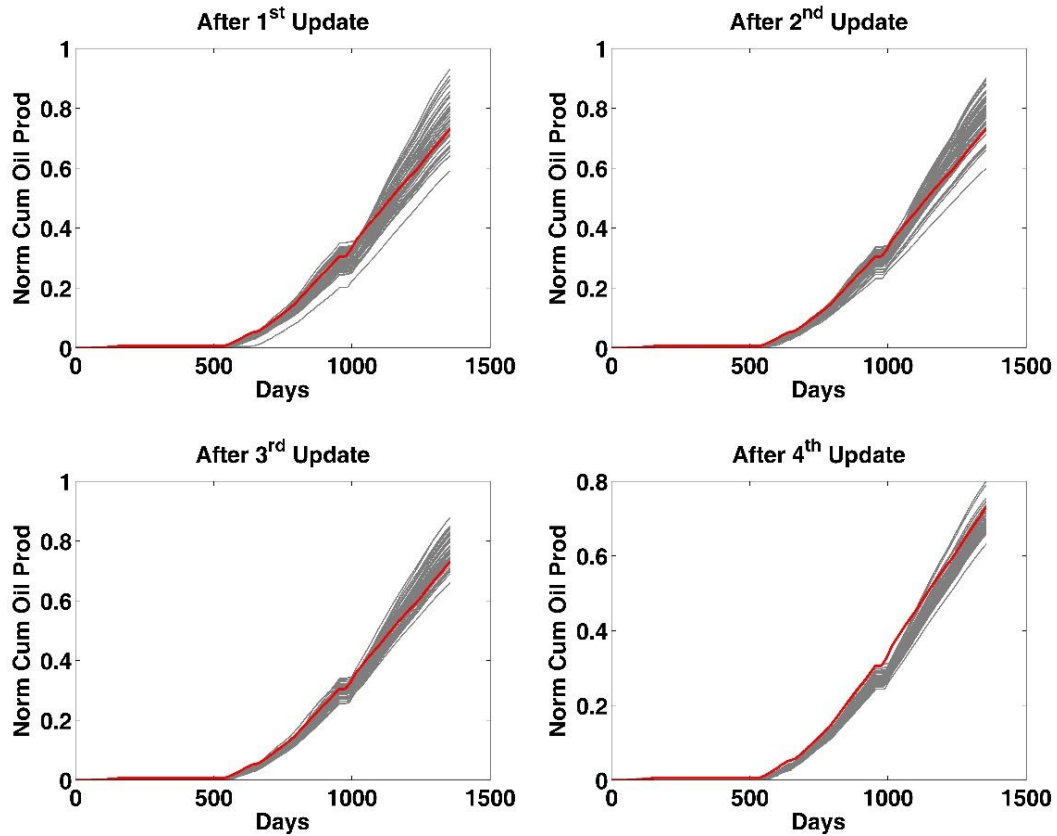 After 1st Update
1
0.8
0.6
0.4
0.2
0
Norm Cum Oil Prod
0 500 1000 1500
Days
After 2nd Update
1
0.8
0.6
0.4
0.2
0
Norm Cum Oil Prod
0 500 1000 1500
Days
After 3rd Update
1
0.8
0.6
0.4
0.2
0
Norm Cum Oil Prod
0 500 1000 1500
Days
After 4th Update
0.8
0.6
0.4
0.2
0
Norm Cum Oil Prod
0 500 1000 1500
Days